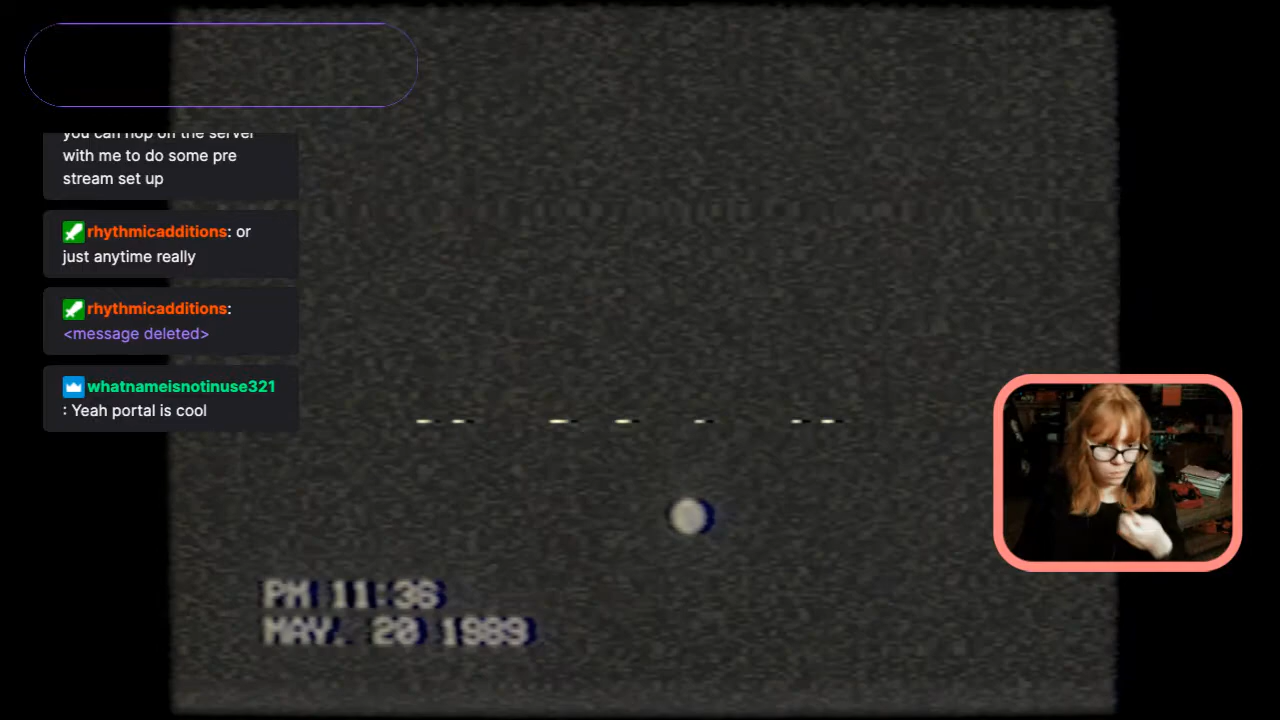 you can hop on the server
with me to do some pre
stream set up
rhythmicadditions: or
just anytime really
rhythmicadditions:
<message deleted>
whatnameisnotinuse321
: Yeah portal is cool
PM 11:36
MAY. 20 1989